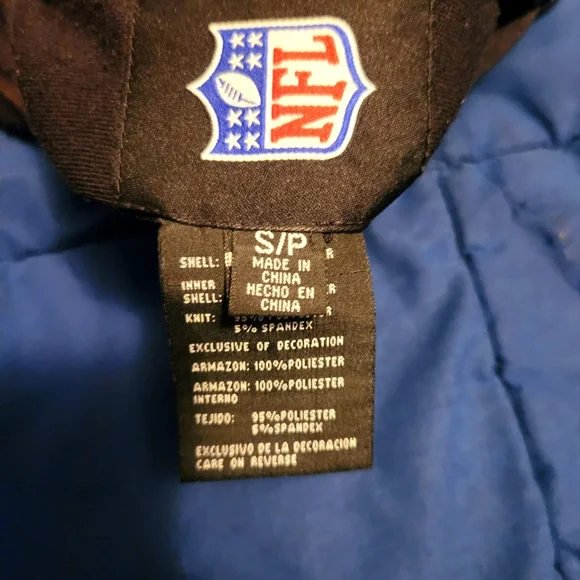 NFL
S/P
MADE IN
CHINA
HECHO EN
CHINA
SHELL:
INNER
SHELL:
KNIT:
5% SPANDEX
EXCLUSIVE OF DECORATION
ARMAZON: 100%POLIESTER
ARMAZON: 100%POLIESTER
INTERNO
TEJIDO: 95%POLIESTER
5%SPANDEX
EXCLUSIVO DE LA DECORACION
CARE ON REVERSE